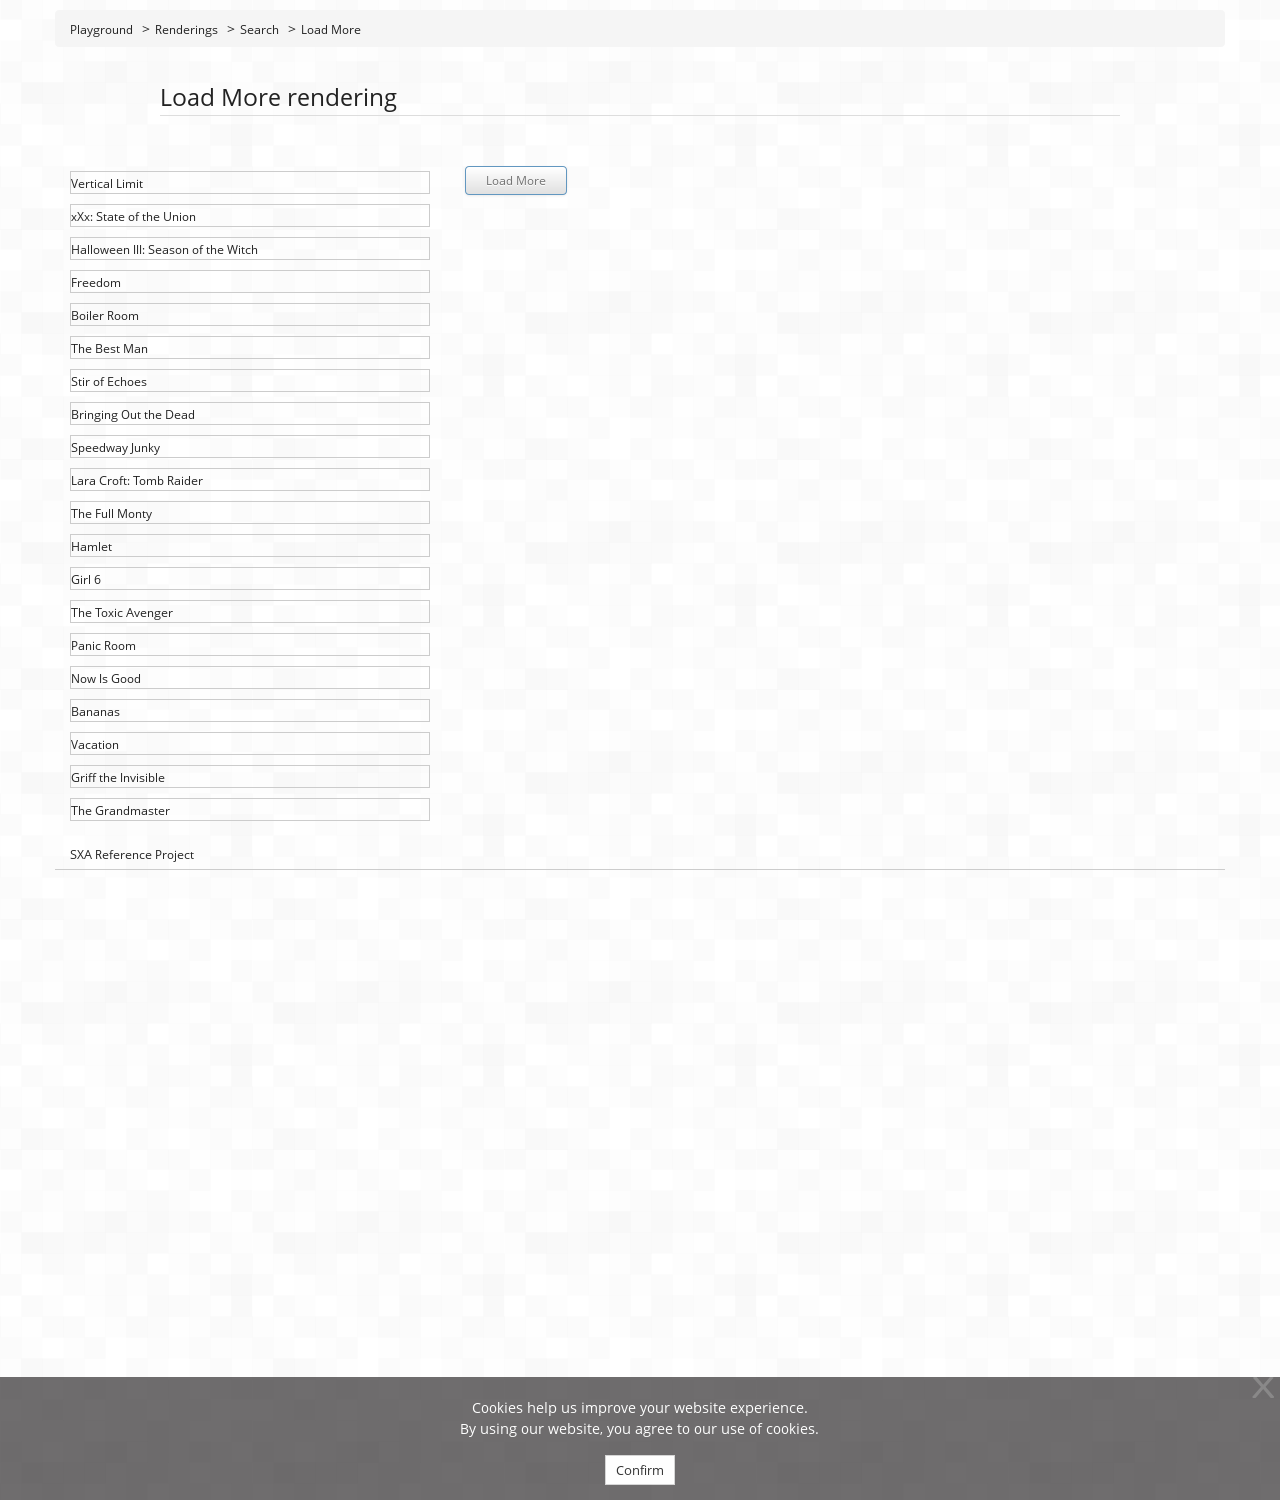 Playground > Renderings > Search > Load More
Load More rendering
Load More
Vertical Limit
xXx: State of the Union
Halloween III: Season of the Witch
Freedom
Boiler Room
The Best Man
Stir of Echoes
Bringing Out the Dead
Speedway Junky
Lara Croft: Tomb Raider
The Full Monty
Hamlet
Girl 6
The Toxic Avenger
Panic Room
Now Is Good
Bananas
Vacation
Griff the Invisible
The Grandmaster
SXA Reference Project
X
Cookies help us improve your website experience.
By using our website, you agree to our use of cookies.
Confirm